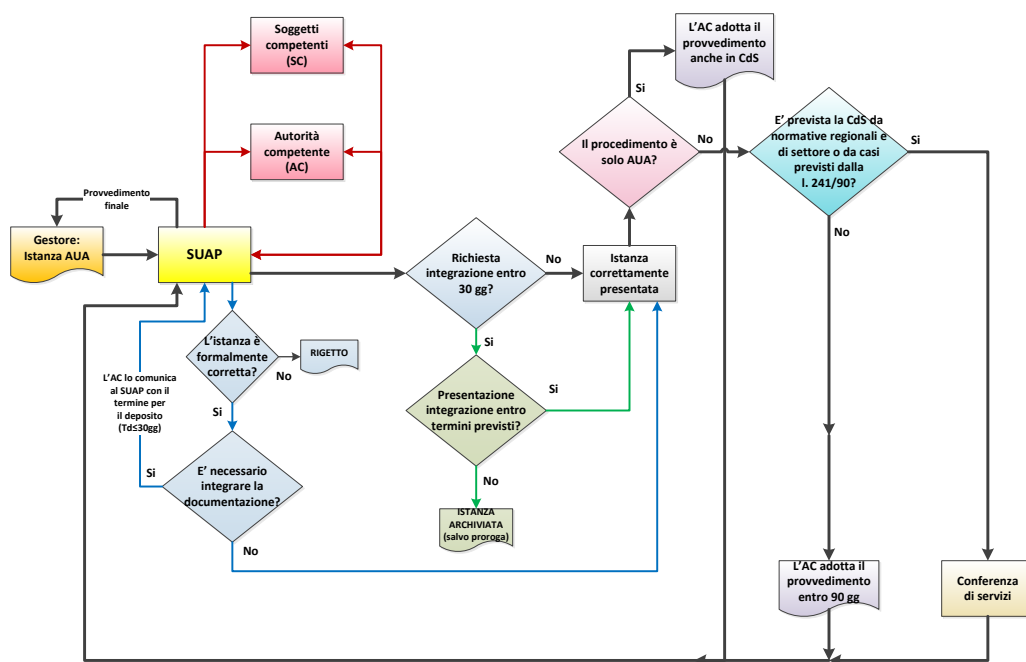 Soggetti
competenti
(SC)
Autorità
competente
(AC)
Provvedimento
finale
Gestore:
Istanza AUA
SUAP
L'istanza è
formalmente
corretta?
No
RIGETTO
Si
L'AC lo comunica
al SUAP con il
termine per
il deposito
(Td≤30gg)
Si
E' necessario
integrare la
documentazione?
No
Richiesta
integrazione entro
30 gg?
No
Si
Presentazione
integrazione entro
termini previsti?
Si
No
ISTANZA
ARCHIVIATA
(salvo proroga)
Istanza
correttamente
presentata
Il procedimento è
solo AUA?
Si
No
L'AC adotta il
provvedimento
anche in CdS
E' prevista la CdS da
normative regionali e
di settore o da casi
previsti dalla
l. 241/90?
Si
No
L'AC adotta il
provvedimento
entro 90 gg
Conferenza
di servizi